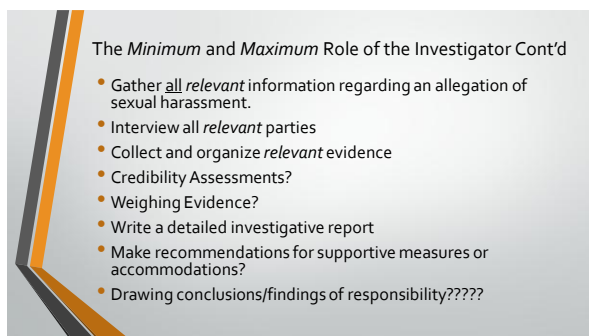 The Minimum and Maximum Role of the Investigator Cont'd
• Gather all relevant information regarding an allegation of
sexual harassment.
• Interview all relevant parties
• Collect and organize relevant evidence
• Credibility Assessments?
• Weighing Evidence?
• Write a detailed investigative report
• Make recommendations for supportive measures or
accommodations?
• Drawing conclusions/findings of responsibility?????